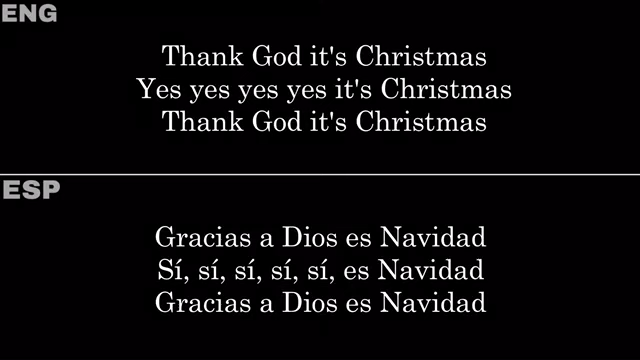 ENG
Thank God it's Christmas
Yes yes yes yes it's Christmas
Thank God it's Christmas
ESP
Gracias a Dios es Navidad
Sí, sí, sí, sí, sí, es Navidad
Gracias a Dios es Navidad